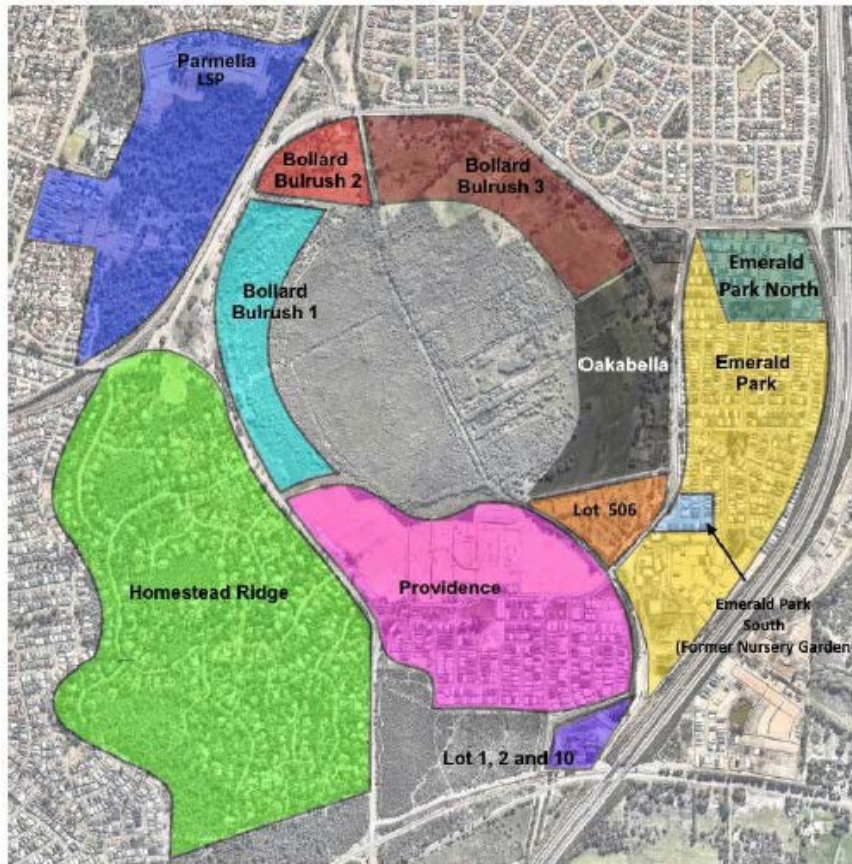 Parmelia
LSP
Bollard
Bulrush 2
Bollard
Bulrush 3
Bollard
Bulrush 1
Emerald
Park North
Oakabella
Emerald
Park
Lot 506
Homestead Ridge
Providence
Emerald Park
South
(Former Nursery Garden
Lot 1, 2 and 10